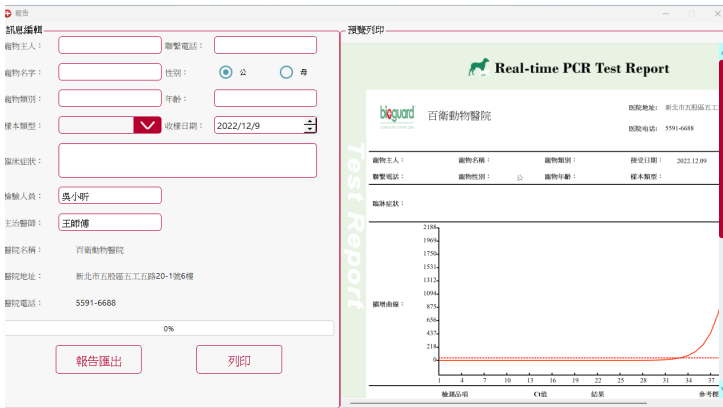 報告
訊息編輯
寵物主人：
聯繫電話：
寵物名字：
性別：
公
母
寵物類別：
年齡：
樣本類型：
收樣日期：
2022/12/9
臨床症狀：
檢驗人員：
吳小昕
主治醫師：
王師傅
醫院名稱：
百衛動物醫院
醫院地址：
新北市五股區五工五路20-1號6樓
醫院電話：
5591-6688
0%
報告匯出
列印
預覽列印
Real-time PCR Test Report
bioguard
百衛動物醫院
医院地址： 新北市五股區五工
医院电话： 5591-6688
Test Report
寵物主人： 寵物名稱： 寵物類別： 接受日期： 2022.12.09
聯繫電話： 寵物性別： 公 寵物年齡： 樣本類型：
臨牀症狀：
擴增曲線：
2188
1969
1750
1531
1312
1094
875
656
437
218
0
1 4 7 10 13 16 19 22 25 28 31 34 37
檢測品項 Ct值 結果 參考標